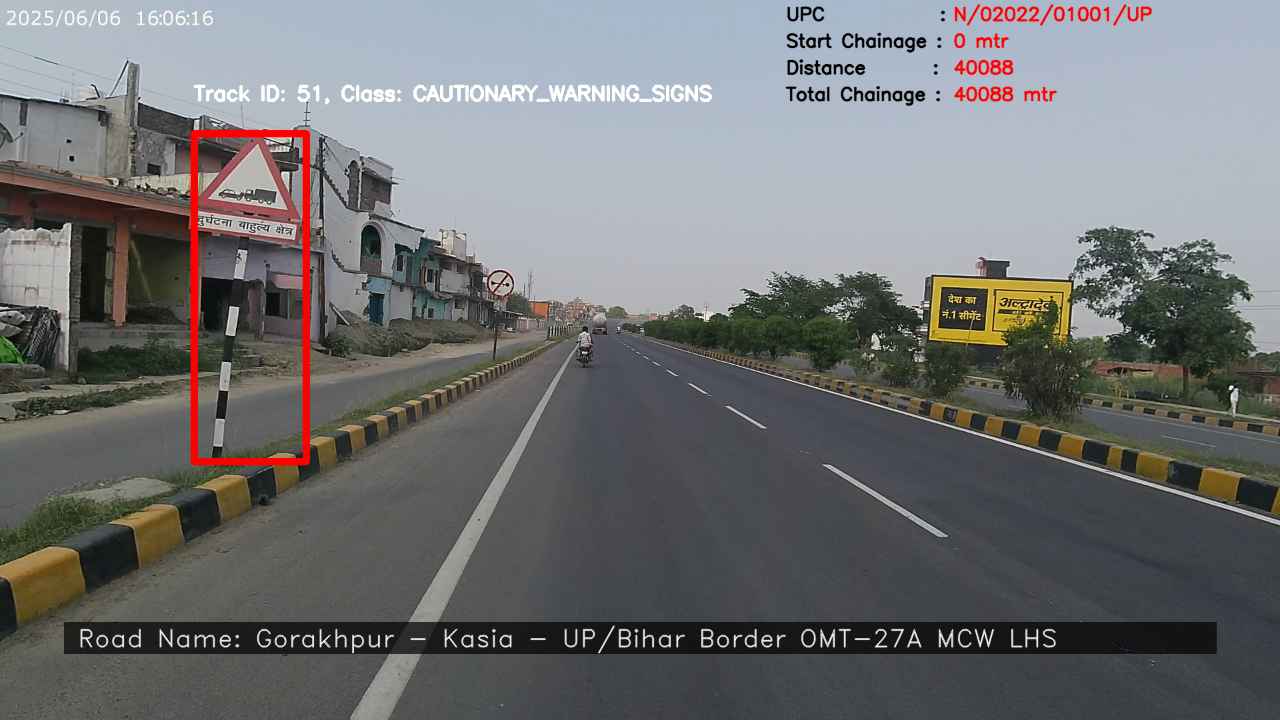 2025/06/06 16:06:16
UPC : N/02022/01001/UP
Start Chainage : 0 mtr
Distance : 40088
Total Chainage : 40088 mtr
Track ID: 51, Class: CAUTIONARY_WARNING_SIGNS
दुर्घटना बाहुल्य क्षेत्र
देश का
नं.1 सीमेंट
अल्ट्राटेक
Road Name: Gorakhpur - Kasia - UP/Bihar Border OMT-27A MCW LHS